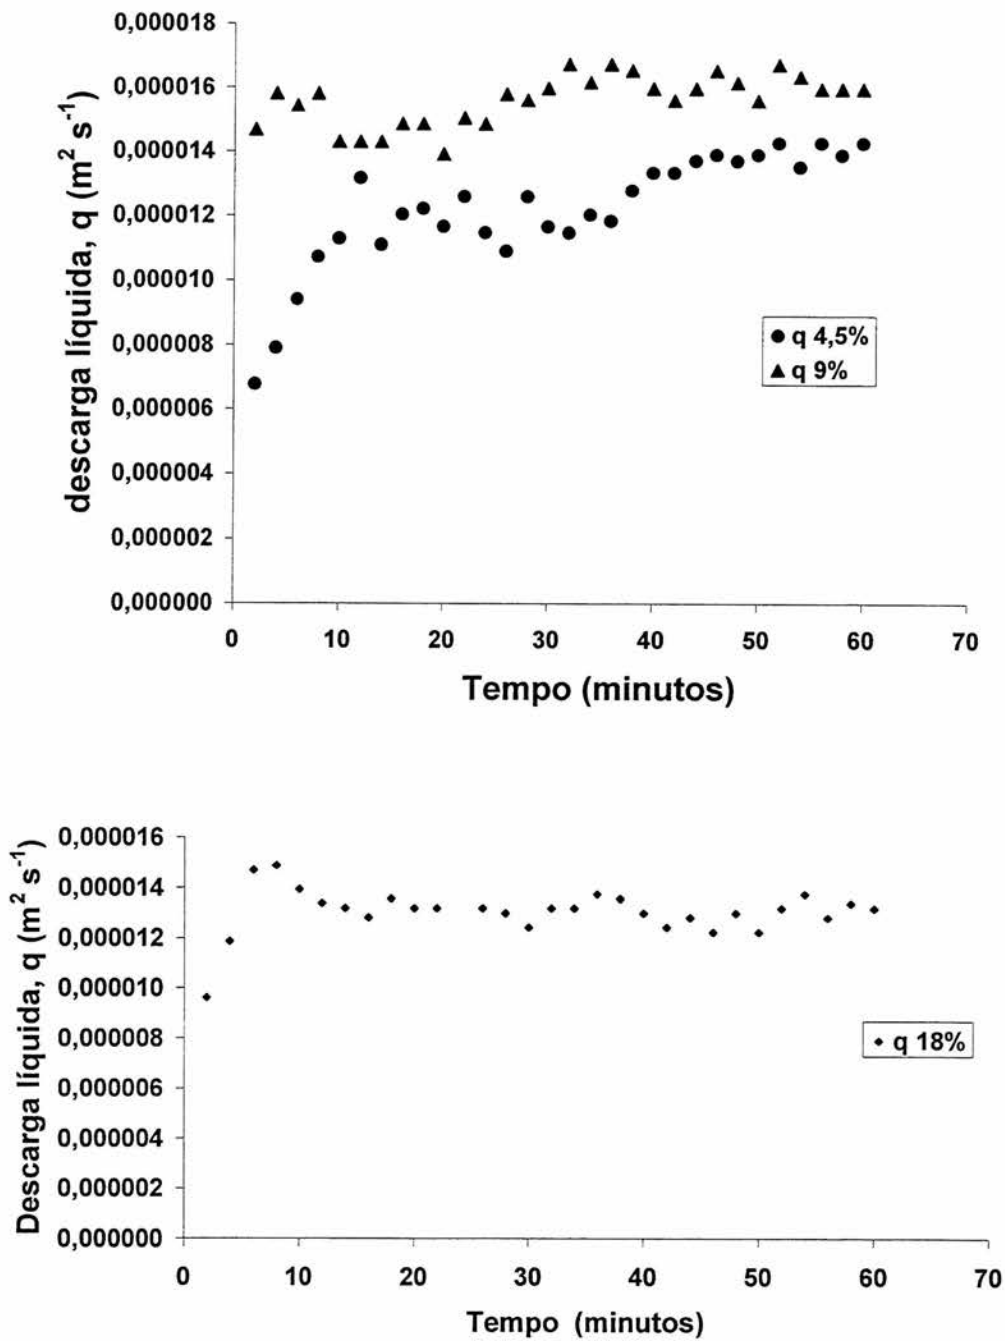 descarga líquida, q (m² s⁻¹)
0,000018
0,000016
0,000014
0,000012
0,000010
0,000008
0,000006
0,000004
0,000002
0,000000
q 4,5%
q 9%
0 10 20 30 40 50 60 70
Tempo (minutos)
Descarga líquida, q (m² s⁻¹)
0,000016
0,000014
0,000012
0,000010
0,000008
0,000006
0,000004
0,000002
0,000000
q 18%
0 10 20 30 40 50 60 70
Tempo (minutos)